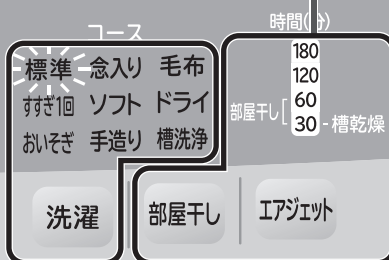 コース
標準 念入り 毛布
すすぎ1回 ソフト ドライ
おいそぎ 手造り 槽洗浄
時間(分)
180
120
部屋干し[ 60
30 - 槽乾燥
洗濯
部屋干し
エアジェット